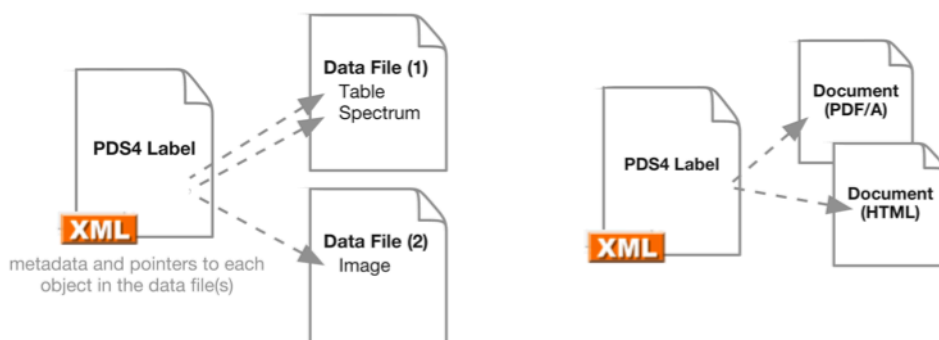 Data File (1)
Table
Spectrum
PDS4 Label
XML
metadata and pointers to each
object in the data file(s)
Data File (2)
Image
Document
(PDF/A)
PDS4 Label
XML
Document
(HTML)